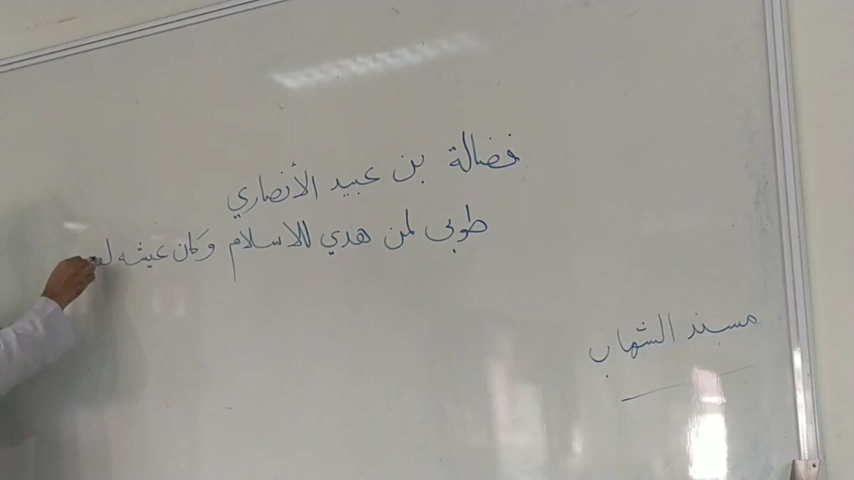 فضالة بن عبيد الأنصاري
طوبى لمن هدي للاسلام وكان عيشه
مسند الشهاب